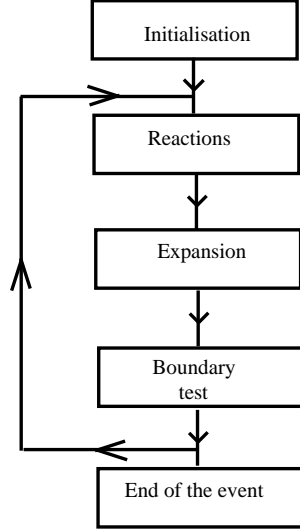 Initialisation
Reactions
Expansion
Boundary
test
End of the event